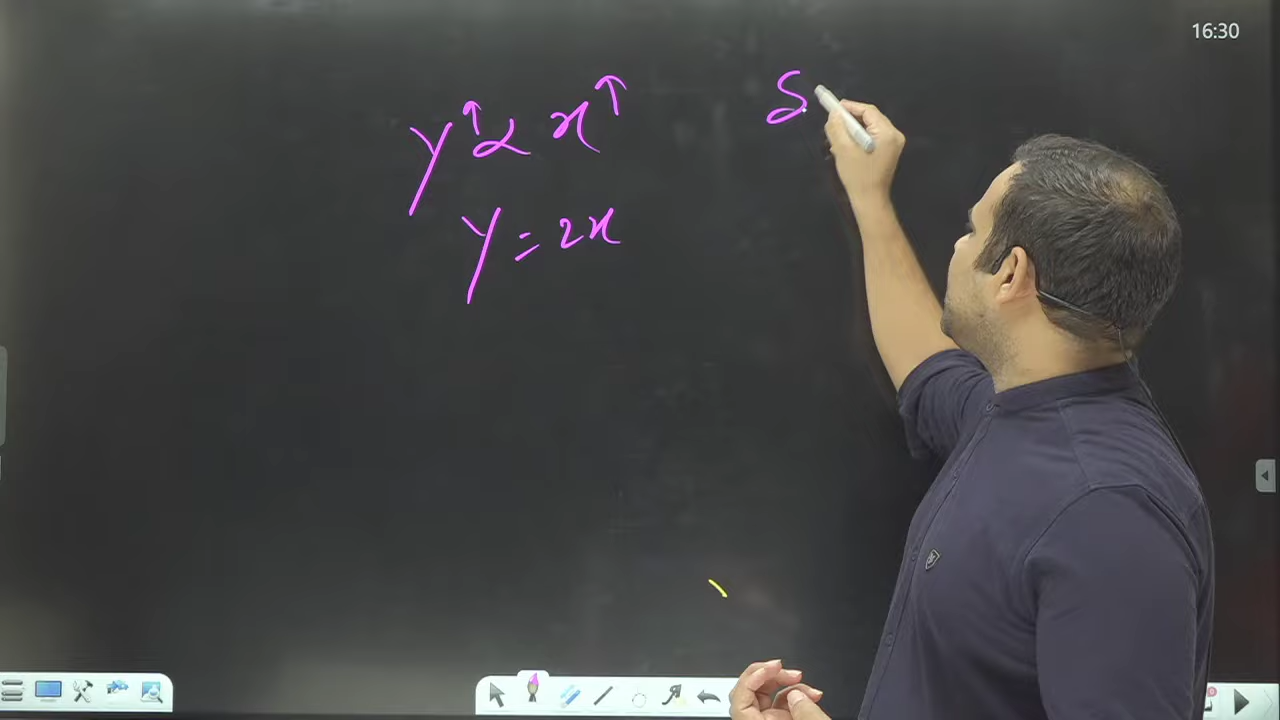 16:30
y↑ ∝ x↑
S
y = 2x